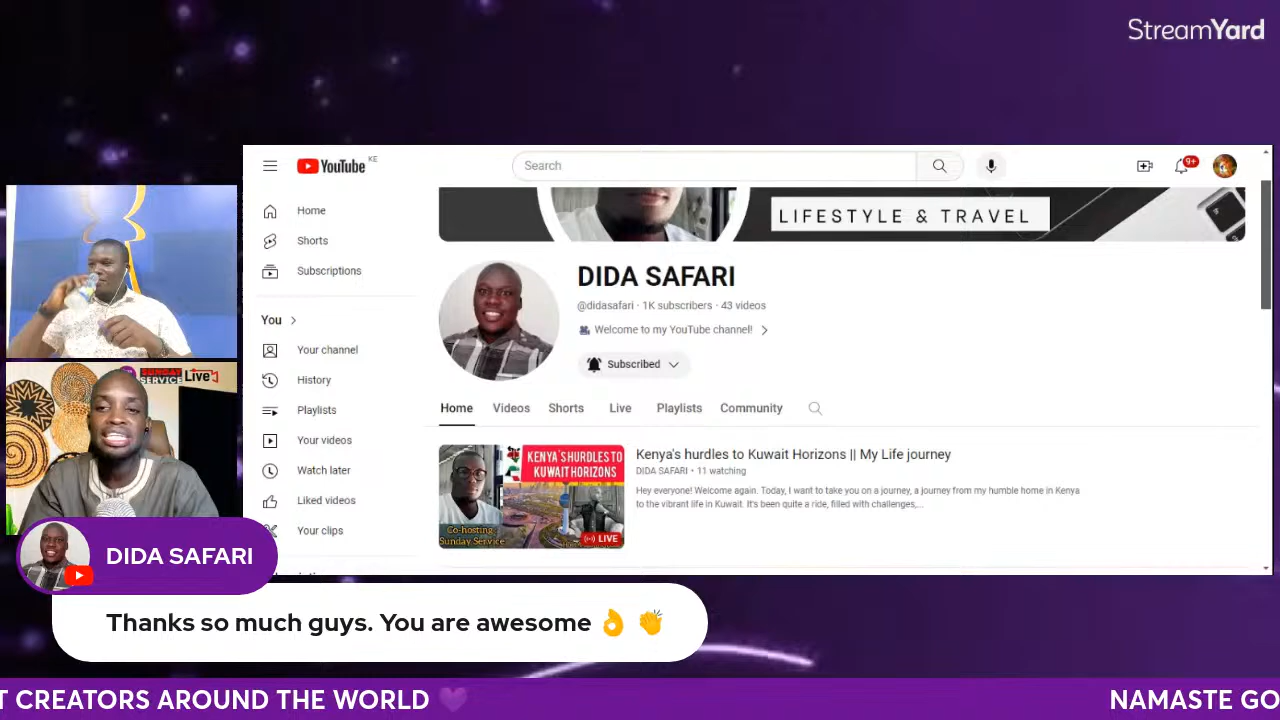 StreamYard
YouTube KE
Search
9+
Home
Shorts
Subscriptions
You
Your channel
History
Playlists
Your videos
Watch later
Liked videos
Your clips
LIFESTYLE & TRAVEL
DIDA SAFARI
@didasafari · 1K subscribers · 43 videos
Welcome to my YouTube channel!
Subscribed
Home Videos Shorts Live Playlists Community
KENYA'S HURDLES TO
KUWAIT HORIZONS
Co-hosting
Sunday Service
LIVE
Kenya's hurdles to Kuwait Horizons || My Life journey
DIDA SAFARI • 11 watching
Hey everyone! Welcome again. Today, I want to take you on a journey, a journey from my humble home in Kenya
to the vibrant life in Kuwait. It's been quite a ride, filled with challenges,...
SUNDAY
SERVICE Live
DIDA SAFARI
Thanks so much guys. You are awesome 👌 👏
T CREATORS AROUND THE WORLD 💜 NAMASTE GO